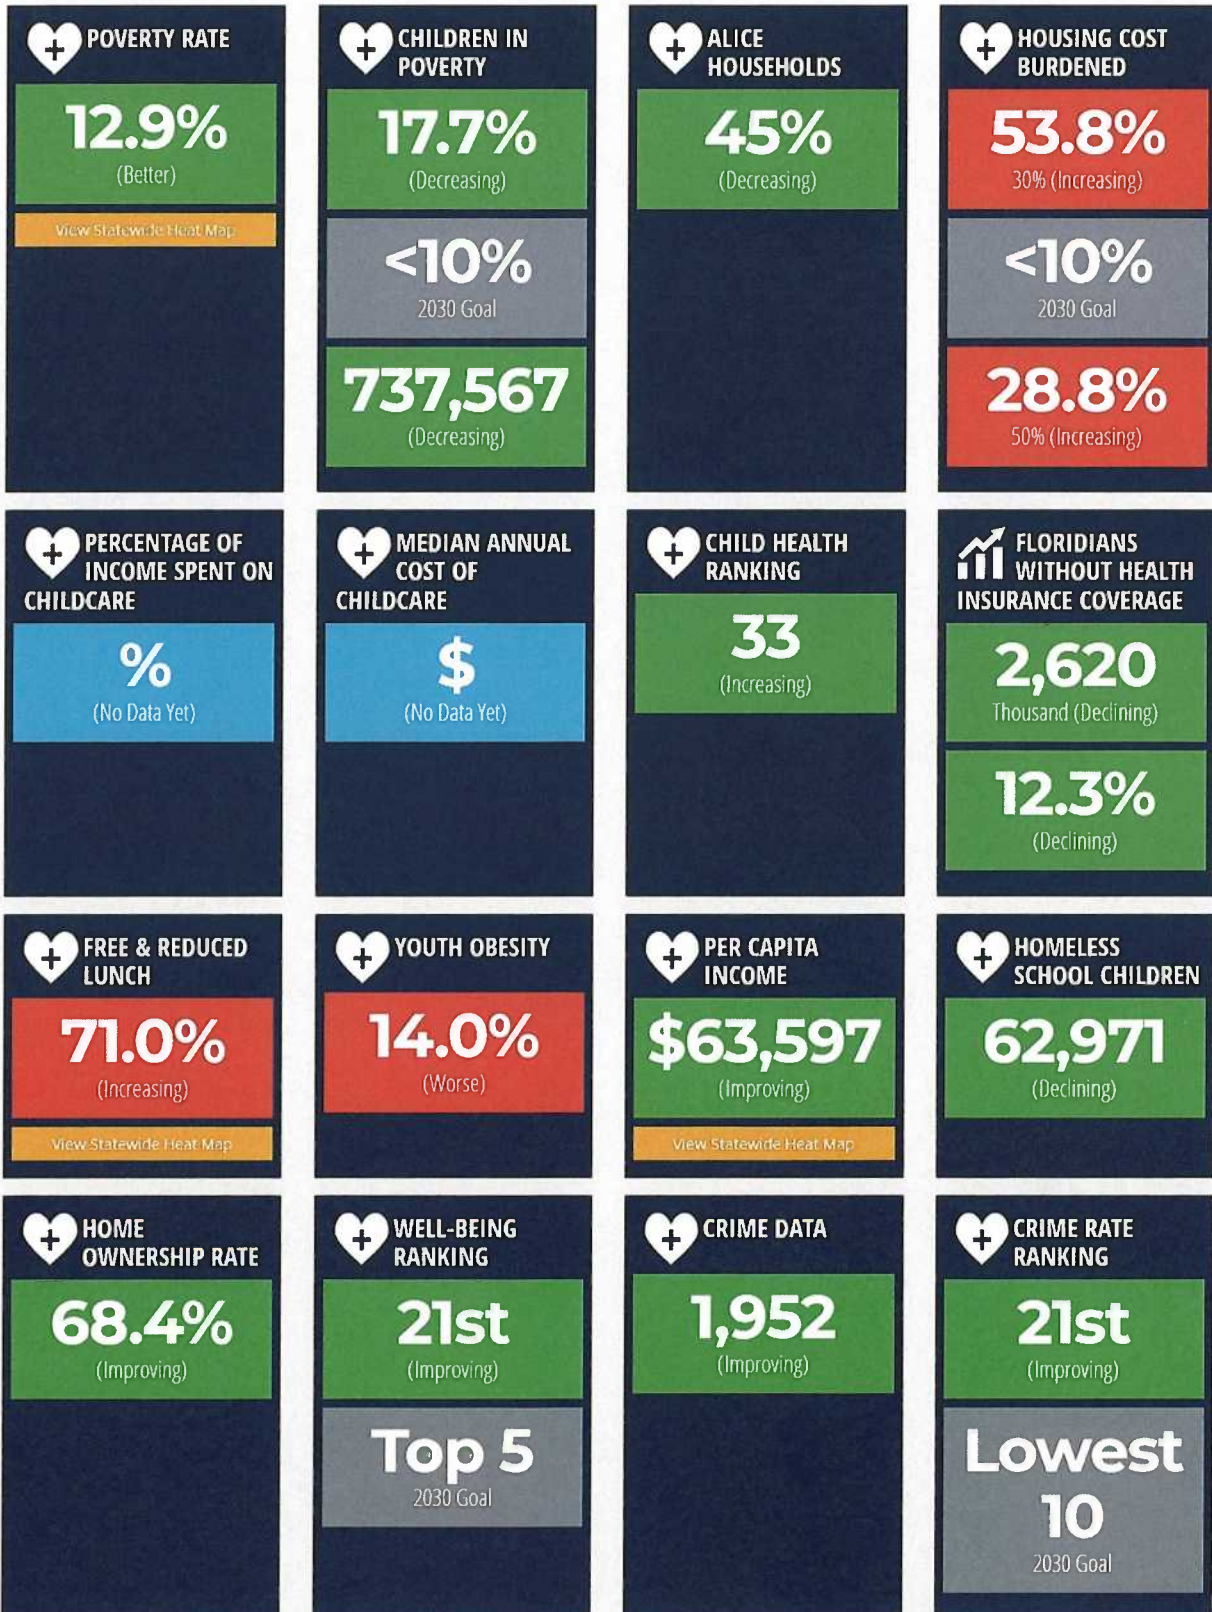 POVERTY RATE
12.9%
(Better)
View Statewide Heat Map
CHILDREN IN
POVERTY
17.7%
(Decreasing)
<10%
2030 Goal
737,567
(Decreasing)
ALICE
HOUSEHOLDS
45%
(Decreasing)
HOUSING COST
BURDENED
53.8%
30% (Increasing)
<10%
2030 Goal
28.8%
50% (Increasing)
PERCENTAGE OF
INCOME SPENT ON
CHILDCARE
%
(No Data Yet)
MEDIAN ANNUAL
COST OF
CHILDCARE
$
(No Data Yet)
CHILD HEALTH
RANKING
33
(Increasing)
FLORIDIANS
WITHOUT HEALTH
INSURANCE COVERAGE
2,620
Thousand (Declining)
12.3%
(Declining)
FREE & REDUCED
LUNCH
71.0%
(Increasing)
View Statewide Heat Map
YOUTH OBESITY
14.0%
(Worse)
PER CAPITA
INCOME
$63,597
(Improving)
View Statewide Heat Map
HOMELESS
SCHOOL CHILDREN
62,971
(Declining)
HOME
OWNERSHIP RATE
68.4%
(Improving)
WELL-BEING
RANKING
21st
(Improving)
Top 5
2030 Goal
CRIME DATA
1,952
(Improving)
CRIME RATE
RANKING
21st
(Improving)
Lowest
10
2030 Goal